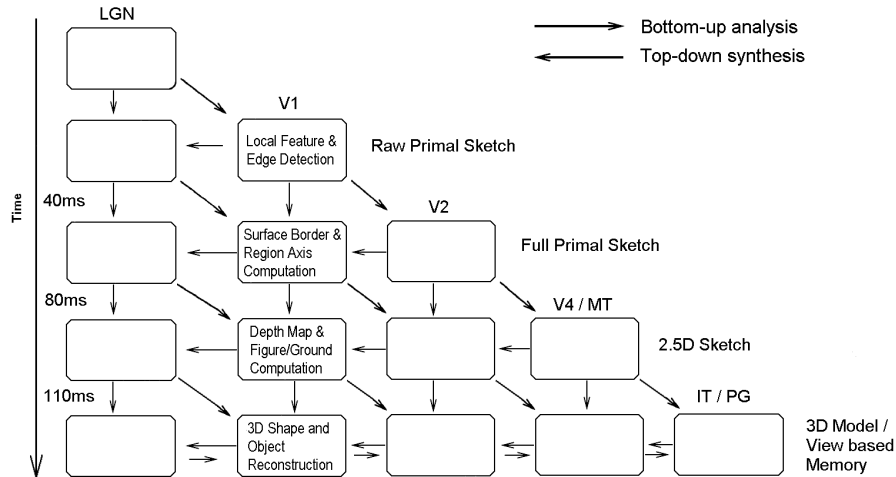 LGN
Bottom-up analysis
Top-down synthesis
V1
Local Feature &
Edge Detection
Raw Primal Sketch
Time
40ms
V2
Surface Border &
Region Axis
Computation
Full Primal Sketch
80ms
V4 / MT
Depth Map &
Figure/Ground
Computation
2.5D Sketch
110ms
IT / PG
3D Shape and
Object
Reconstruction
3D Model /
View based
Memory